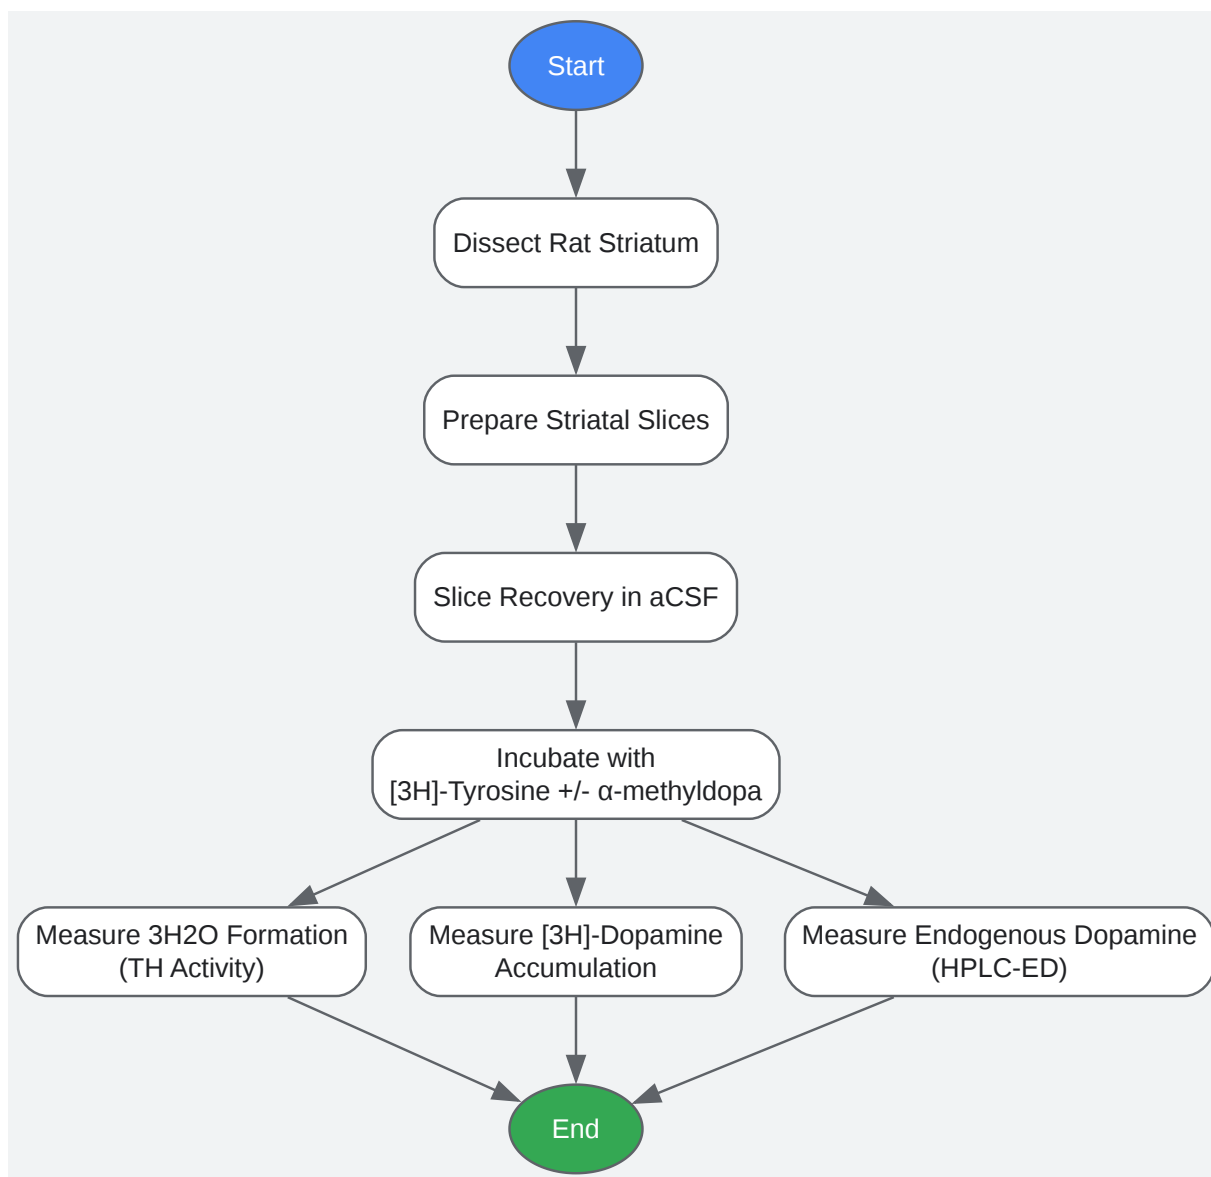 Start
Dissect Rat Striatum
Prepare Striatal Slices
Slice Recovery in aCSF
Incubate with
[3H]-Tyrosine +/- α-methyldopa
Measure 3H2O Formation
(TH Activity)
Measure [3H]-Dopamine
Accumulation
Measure Endogenous Dopamine
(HPLC-ED)
End